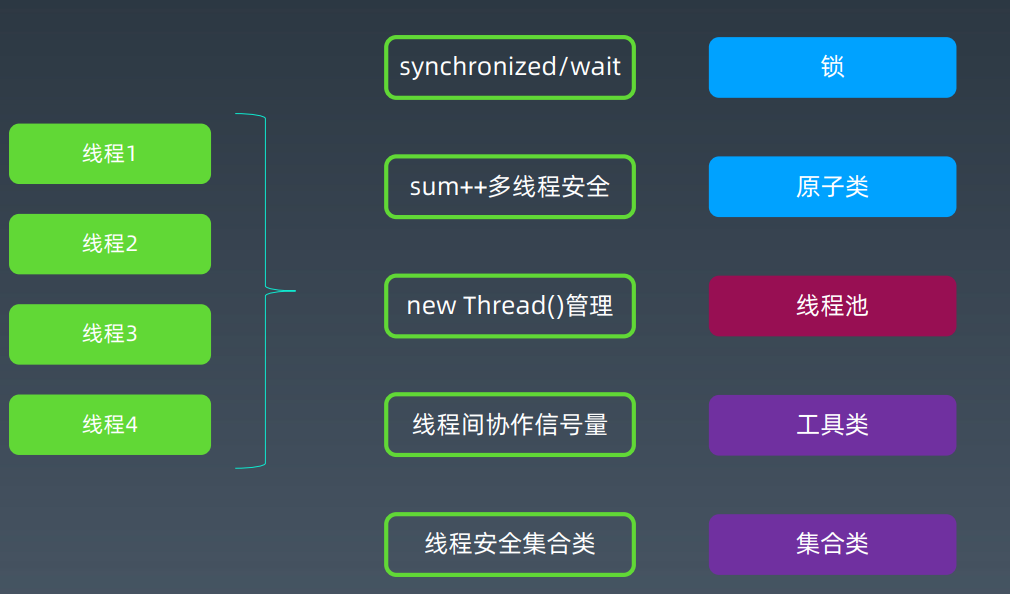 线程1
线程2
线程3
线程4
synchronized/wait
锁
sum++多线程安全
原子类
new Thread()管理
线程池
线程间协作信号量
工具类
线程安全集合类
集合类